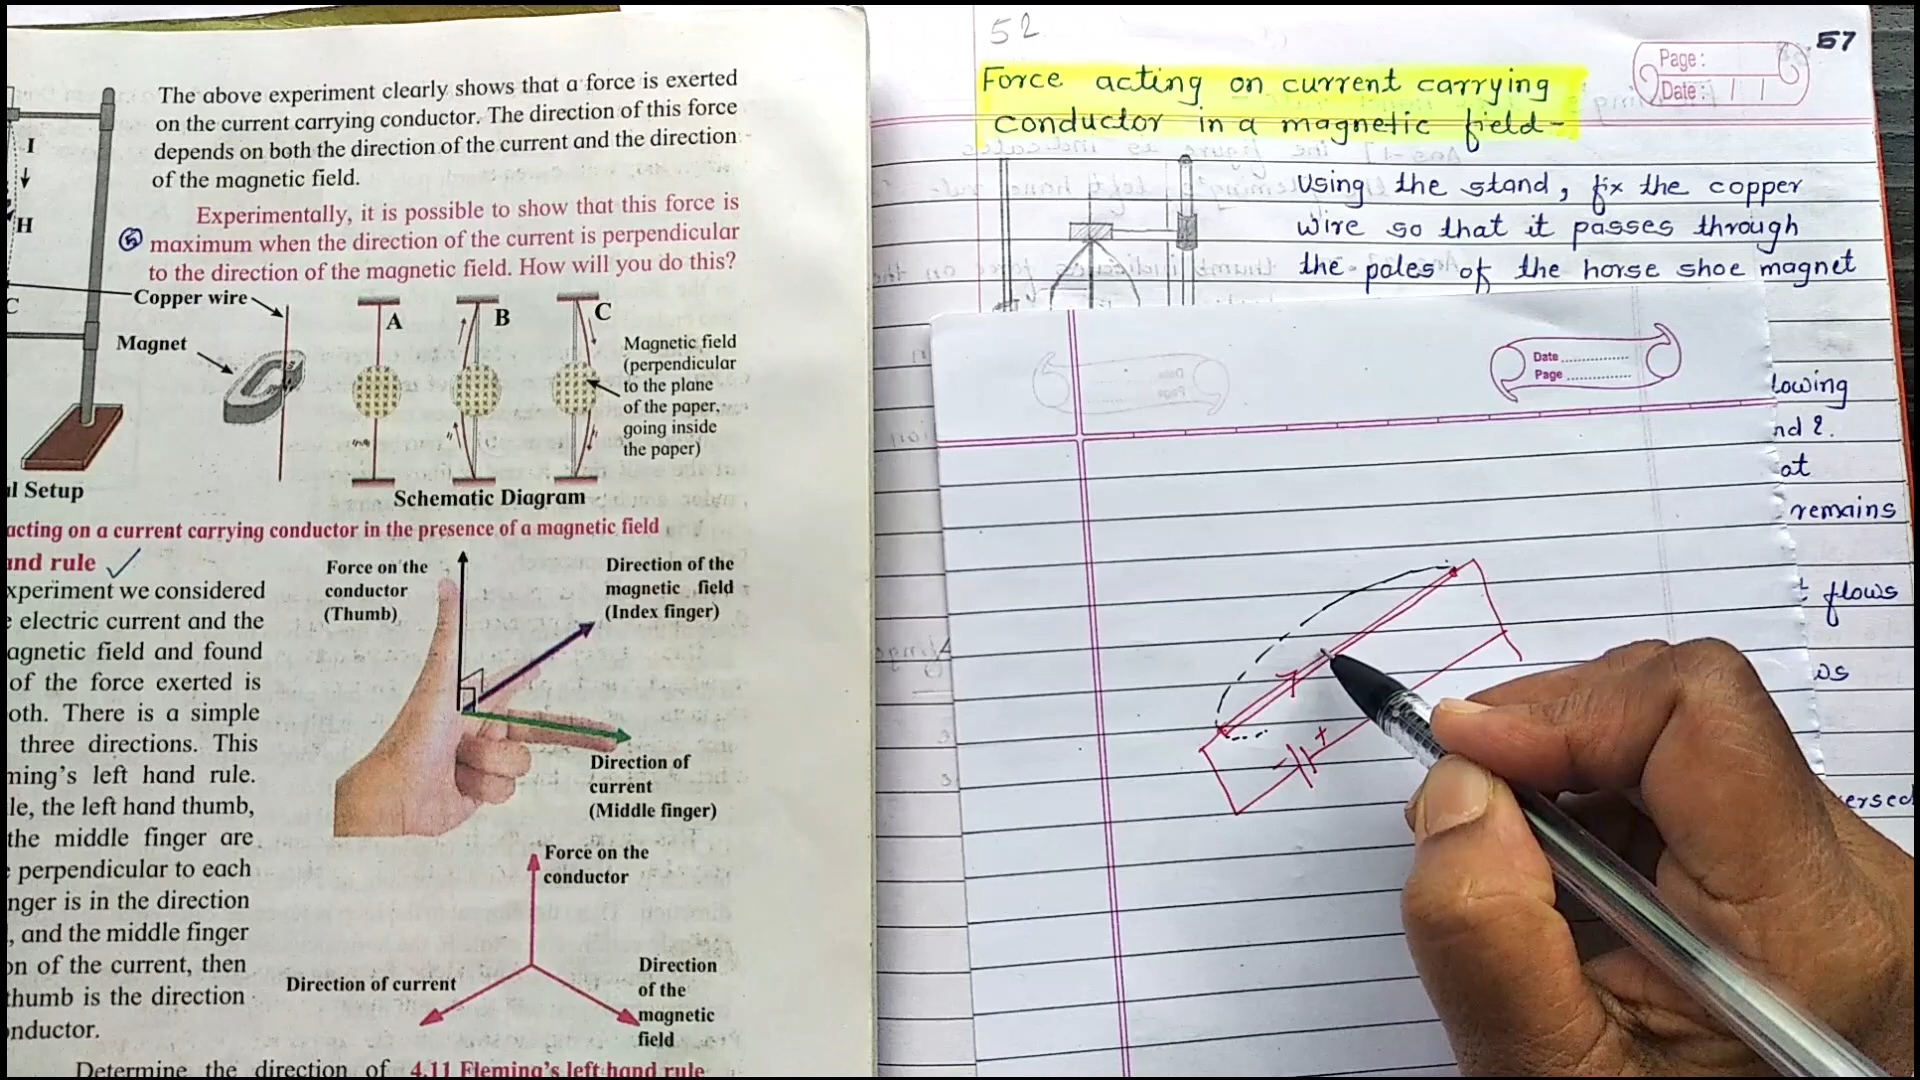 The above experiment clearly shows that a force is exerted
on the current carrying conductor. The direction of this force
depends on both the direction of the current and the direction
of the magnetic field.
Experimentally, it is possible to show that this force is
5
maximum when the direction of the current is perpendicular
to the direction of the magnetic field. How will you do this?
I
H
C
Copper wire
Magnet
A
B
C
Magnetic field
(perpendicular
to the plane
of the paper,
going inside
the paper)
Setup
Schematic Diagram
acting on a current carrying conductor in the presence of a magnetic field
and rule
xperiment we considered
electric current and the
agnetic field and found
of the force exerted is
oth. There is a simple
three directions. This
ming's left hand rule.
le, the left hand thumb,
the middle finger are
perpendicular to each
nger is in the direction
, and the middle finger
on of the current, then
thumb is the direction
onductor.
Force on the
conductor
(Thumb)
Direction of the
magnetic field
(Index finger)
Direction of
current
(Middle finger)
Force on the
conductor
Direction of current
Direction
of the
magnetic
field
Determine the direction of
4.11 Fleming's left hand rule
52
57
Page :
Date : / /
Force acting on current carrying
conductor in a magnetic field-
Using the stand, fix the copper
wire so that it passes through
the poles of the horse shoe magnet
Date
Page
lowing
nd 2.
at
remains
flows
ws
ersed
- +